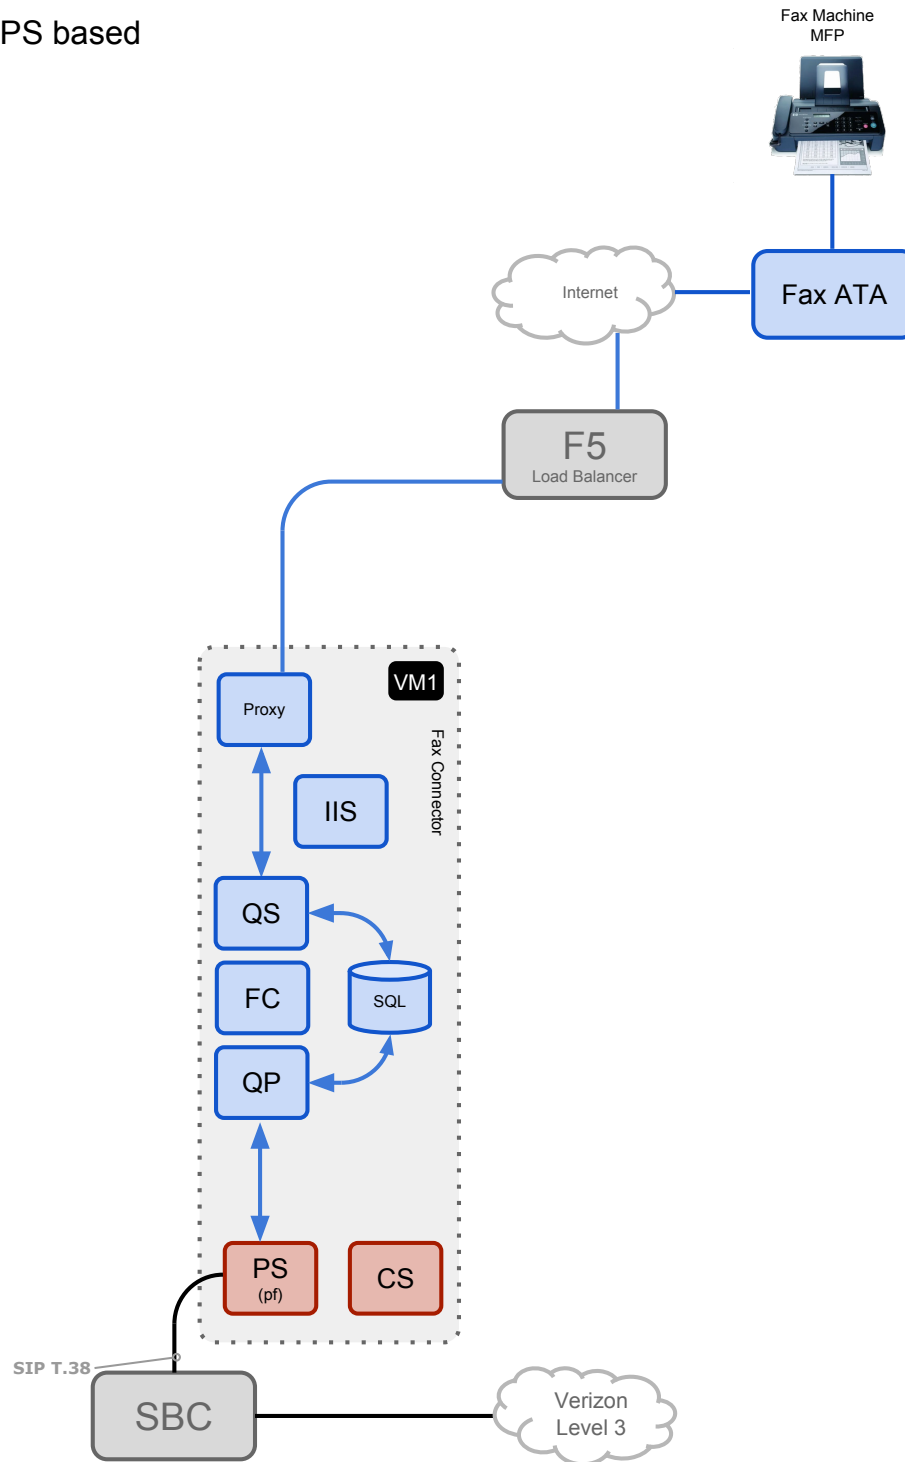 PS based
Fax Machine
MFP
Internet
Fax ATA
F5
Load Balancer
VM1
Proxy
Fax Connector
IIS
QS
FC
SQL
QP
PS
(pf)
CS
SIP T.38
SBC
Verizon
Level 3